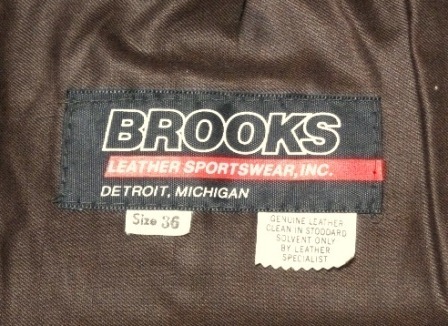 BROOKS
LEATHER SPORTSWEAR, INC.
DETROIT, MICHIGAN
Size 36
GENUINE LEATHER
CLEAN IN STODDARD
SOLVENT ONLY
BY LEATHER
SPECIALIST